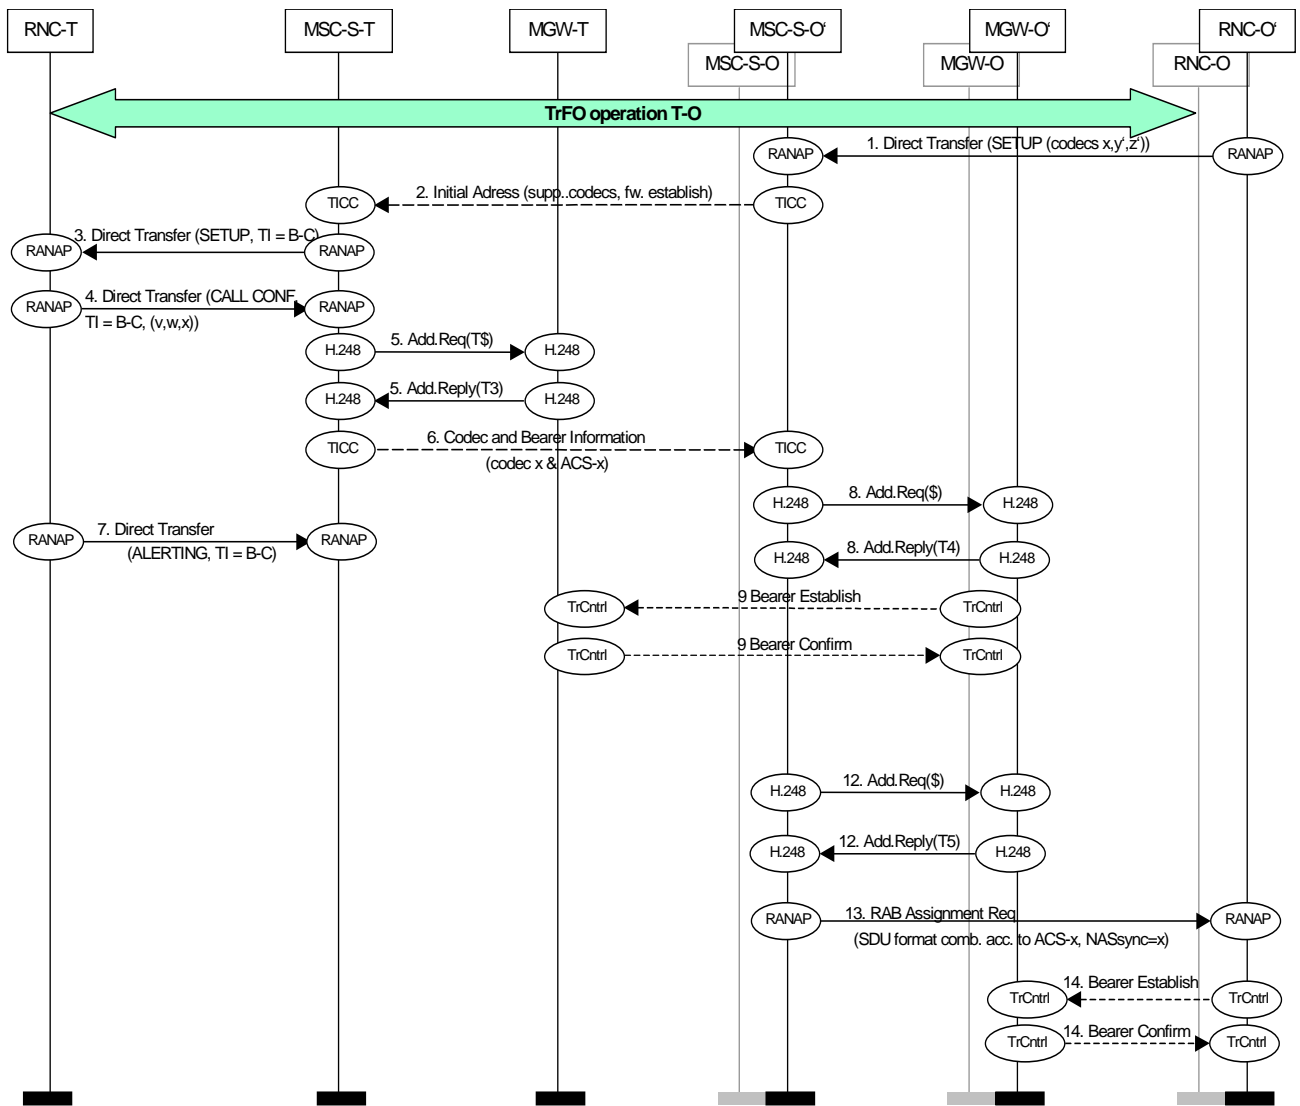 RNC-T
MSC-S-T
MGW-T
MSC-S-O‘
MGW-O‘
RNC-O‘
MSC-S-O
MGW-O
RNC-O
TrFO operation T-O
RANAP
1. Direct Transfer (SETUP (codecs x,y‘,z‘))
RANAP
TICC
2. Initial Adress (supp..codecs, fw. establish)
TICC
3. Direct Transfer (SETUP, TI = B-C)
RANAP
RANAP
RANAP
4. Direct Transfer (CALL CONF,
TI = B-C, (v,w,x))
RANAP
H.248
5. Add.Req(T$)
H.248
H.248
5. Add.Reply(T3)
H.248
TICC
6. Codec and Bearer Information
(codec x & ACS-x)
TICC
H.248
8. Add.Req($)
H.248
RANAP
7. Direct Transfer
(ALERTING, TI = B-C)
RANAP
H.248
8. Add.Reply(T4)
H.248
TrCntrl
9 Bearer Establish
TrCntrl
TrCntrl
9 Bearer Confirm
TrCntrl
H.248
12. Add.Req($)
H.248
H.248
12. Add.Reply(T5)
H.248
RANAP
13. RAB Assignment Req
(SDU format comb. acc. to ACS-x, NASsync=x)
RANAP
TrCntrl
14. Bearer Establish
TrCntrl
TrCntrl
14. Bearer Confirm
TrCntrl